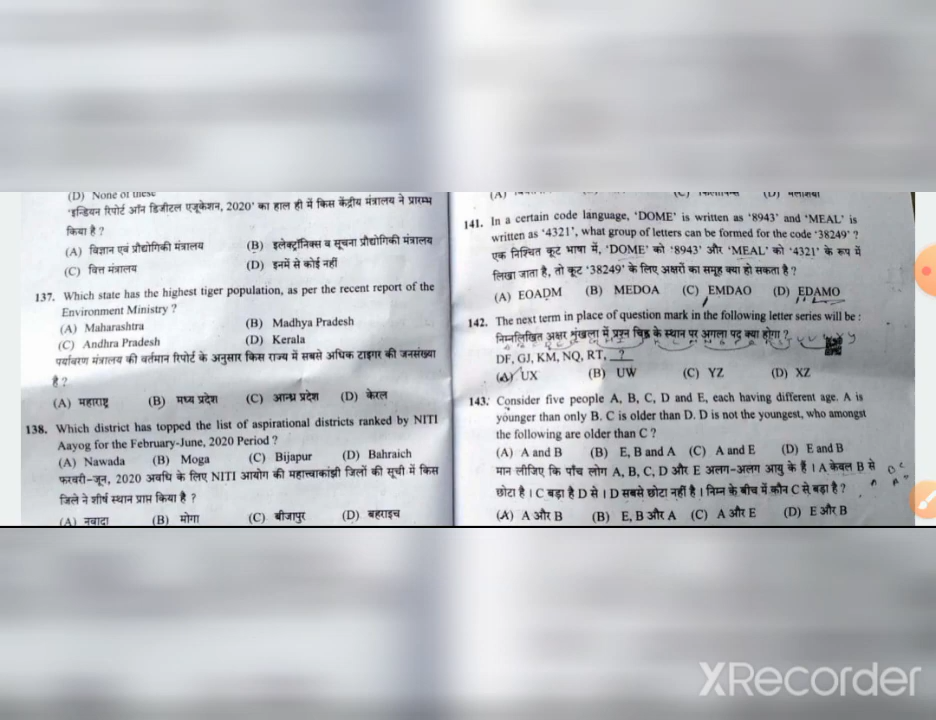 (D) None of these
'इन्डियन रिपोर्ट ऑन डिजीटल एजूकेशन, 2020' का हाल ही में किस केंद्रीय मंत्रालय ने प्रारम्भ
किया है ?
(A) विज्ञान एवं प्रौद्योगिकी मंत्रालय (B) इलेक्ट्रॉनिक्स व सूचना प्रौद्योगिकी मंत्रालय
(C) वित्त मंत्रालय (D) इनमें से कोई नहीं
137. Which state has the highest tiger population, as per the recent report of the
Environment Ministry ?
(A) Maharashtra (B) Madhya Pradesh
(C) Andhra Pradesh (D) Kerala
पर्यावरण मंत्रालय की वर्तमान रिपोर्ट के अनुसार किस राज्य में सबसे अधिक टाइगर की जनसंख्या
है ?
(A) महाराष्ट्र (B) मध्य प्रदेश (C) आन्ध्र प्रदेश (D) केरल
138. Which district has topped the list of aspirational districts ranked by NITI
Aayog for the February-June, 2020 Period ?
(A) Nawada (B) Moga (C) Bijapur (D) Bahraich
फरवरी-जून, 2020 अवधि के लिए NITI आयोग की महात्त्वाकांक्षी जिलों की सूची में किस
जिले ने शीर्ष स्थान प्राप्त किया है ?
(A) नवादा (B) मोगा (C) बीजापुर (D) बहराइच
(A) (C) फिलीपिन्स (D) मलेशिया
141. In a certain code language, 'DOME' is written as '8943' and 'MEAL' is
written as '4321', what group of letters can be formed for the code '38249' ?
एक निश्चित कूट भाषा में, 'DOME' को '8943' और 'MEAL' को '4321' के रूप में
लिखा जाता है, तो कूट '38249' के लिए अक्षरों का समूह क्या हो सकता है ?
(A) EOADM (B) MEDOA (C) EMDAO (D) EDAMO
142. The next term in place of question mark in the following letter series will be :
निम्नलिखित अक्षर श्रृंखला में प्रश्न चिह्न के स्थान पर अगला पद क्या होगा ?
DF, GJ, KM, NQ, RT, ?
(A) UX (B) UW (C) YZ (D) XZ
143. Consider five people A, B, C, D and E, each having different age. A is
younger than only B. C is older than D. D is not the youngest, who amongst
the following are older than C ?
(A) A and B (B) E, B and A (C) A and E (D) E and B
मान लीजिए कि पाँच लोग A, B, C, D और E अलग-अलग आयु के हैं । A केवल B से
छोटा है । C बड़ा है D से । D सबसे छोटा नहीं है । निम्न के बीच में कौन C से बड़ा है ?
(A) A और B (B) E, B और A (C) A और E (D) E और B
XRecorder